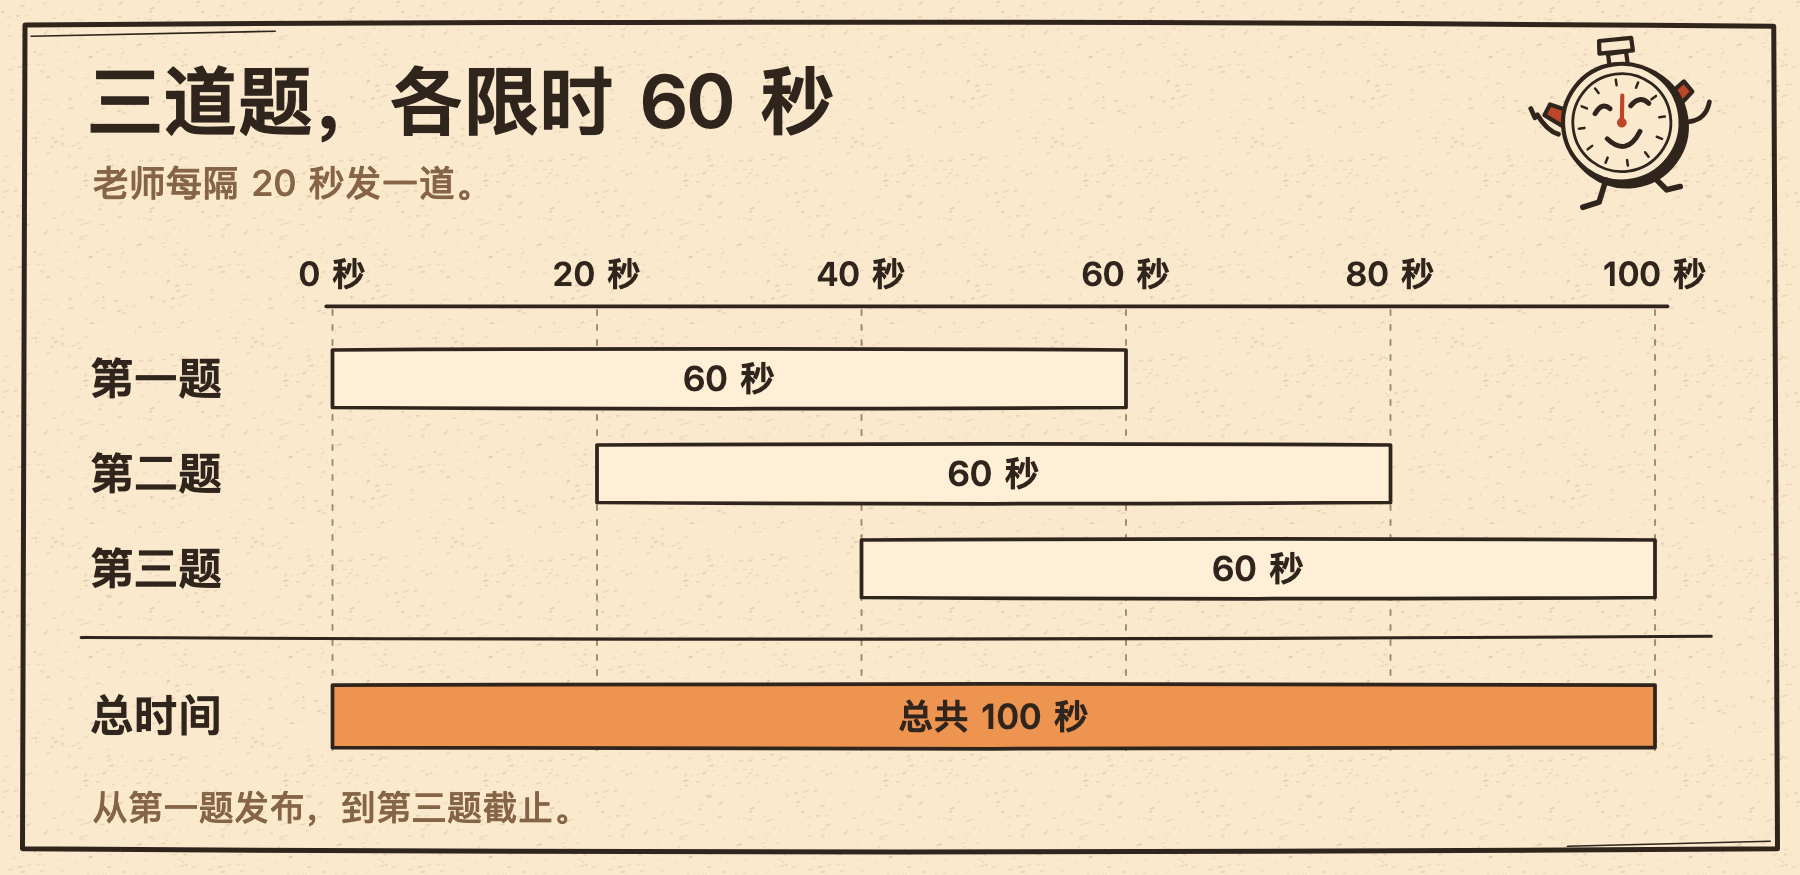 三道题，各限时 60 秒
老师每隔 20 秒发一道。
0 秒 20 秒 40 秒 60 秒 80 秒 100 秒
第一题 60 秒
第二题 60 秒
第三题 60 秒
总时间 总共 100 秒
从第一题发布，到第三题截止。